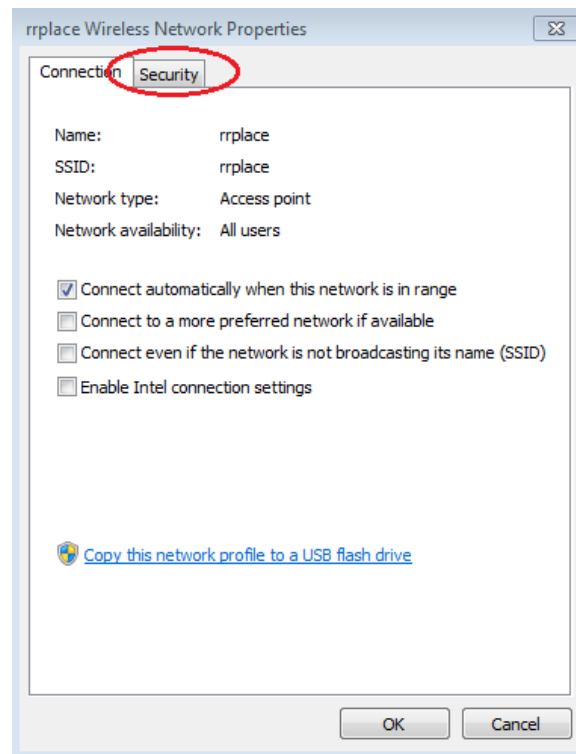 rrplace Wireless Network Properties
Connection Security
Name: rrplace
SSID: rrplace
Network type: Access point
Network availability: All users
Connect automatically when this network is in range
Connect to a more preferred network if available
Connect even if the network is not broadcasting its name (SSID)
Enable Intel connection settings
Copy this network profile to a USB flash drive
OK Cancel